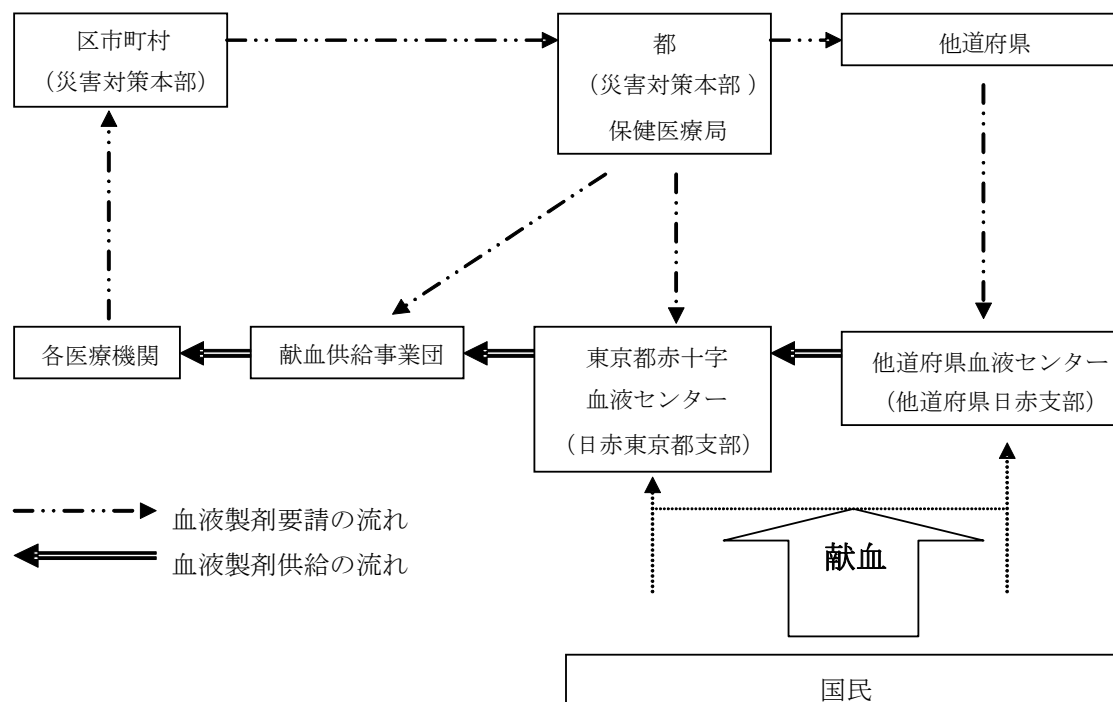 区市町村
（災害対策本部）
都
（災害対策本部 ）
保健医療局
他道府県
各医療機関
献血供給事業団
東京都赤十字
血液センター
（日赤東京都支部）
他道府県血液センター
（他道府県日赤支部）
血液製剤要請の流れ
血液製剤供給の流れ
献血
国民